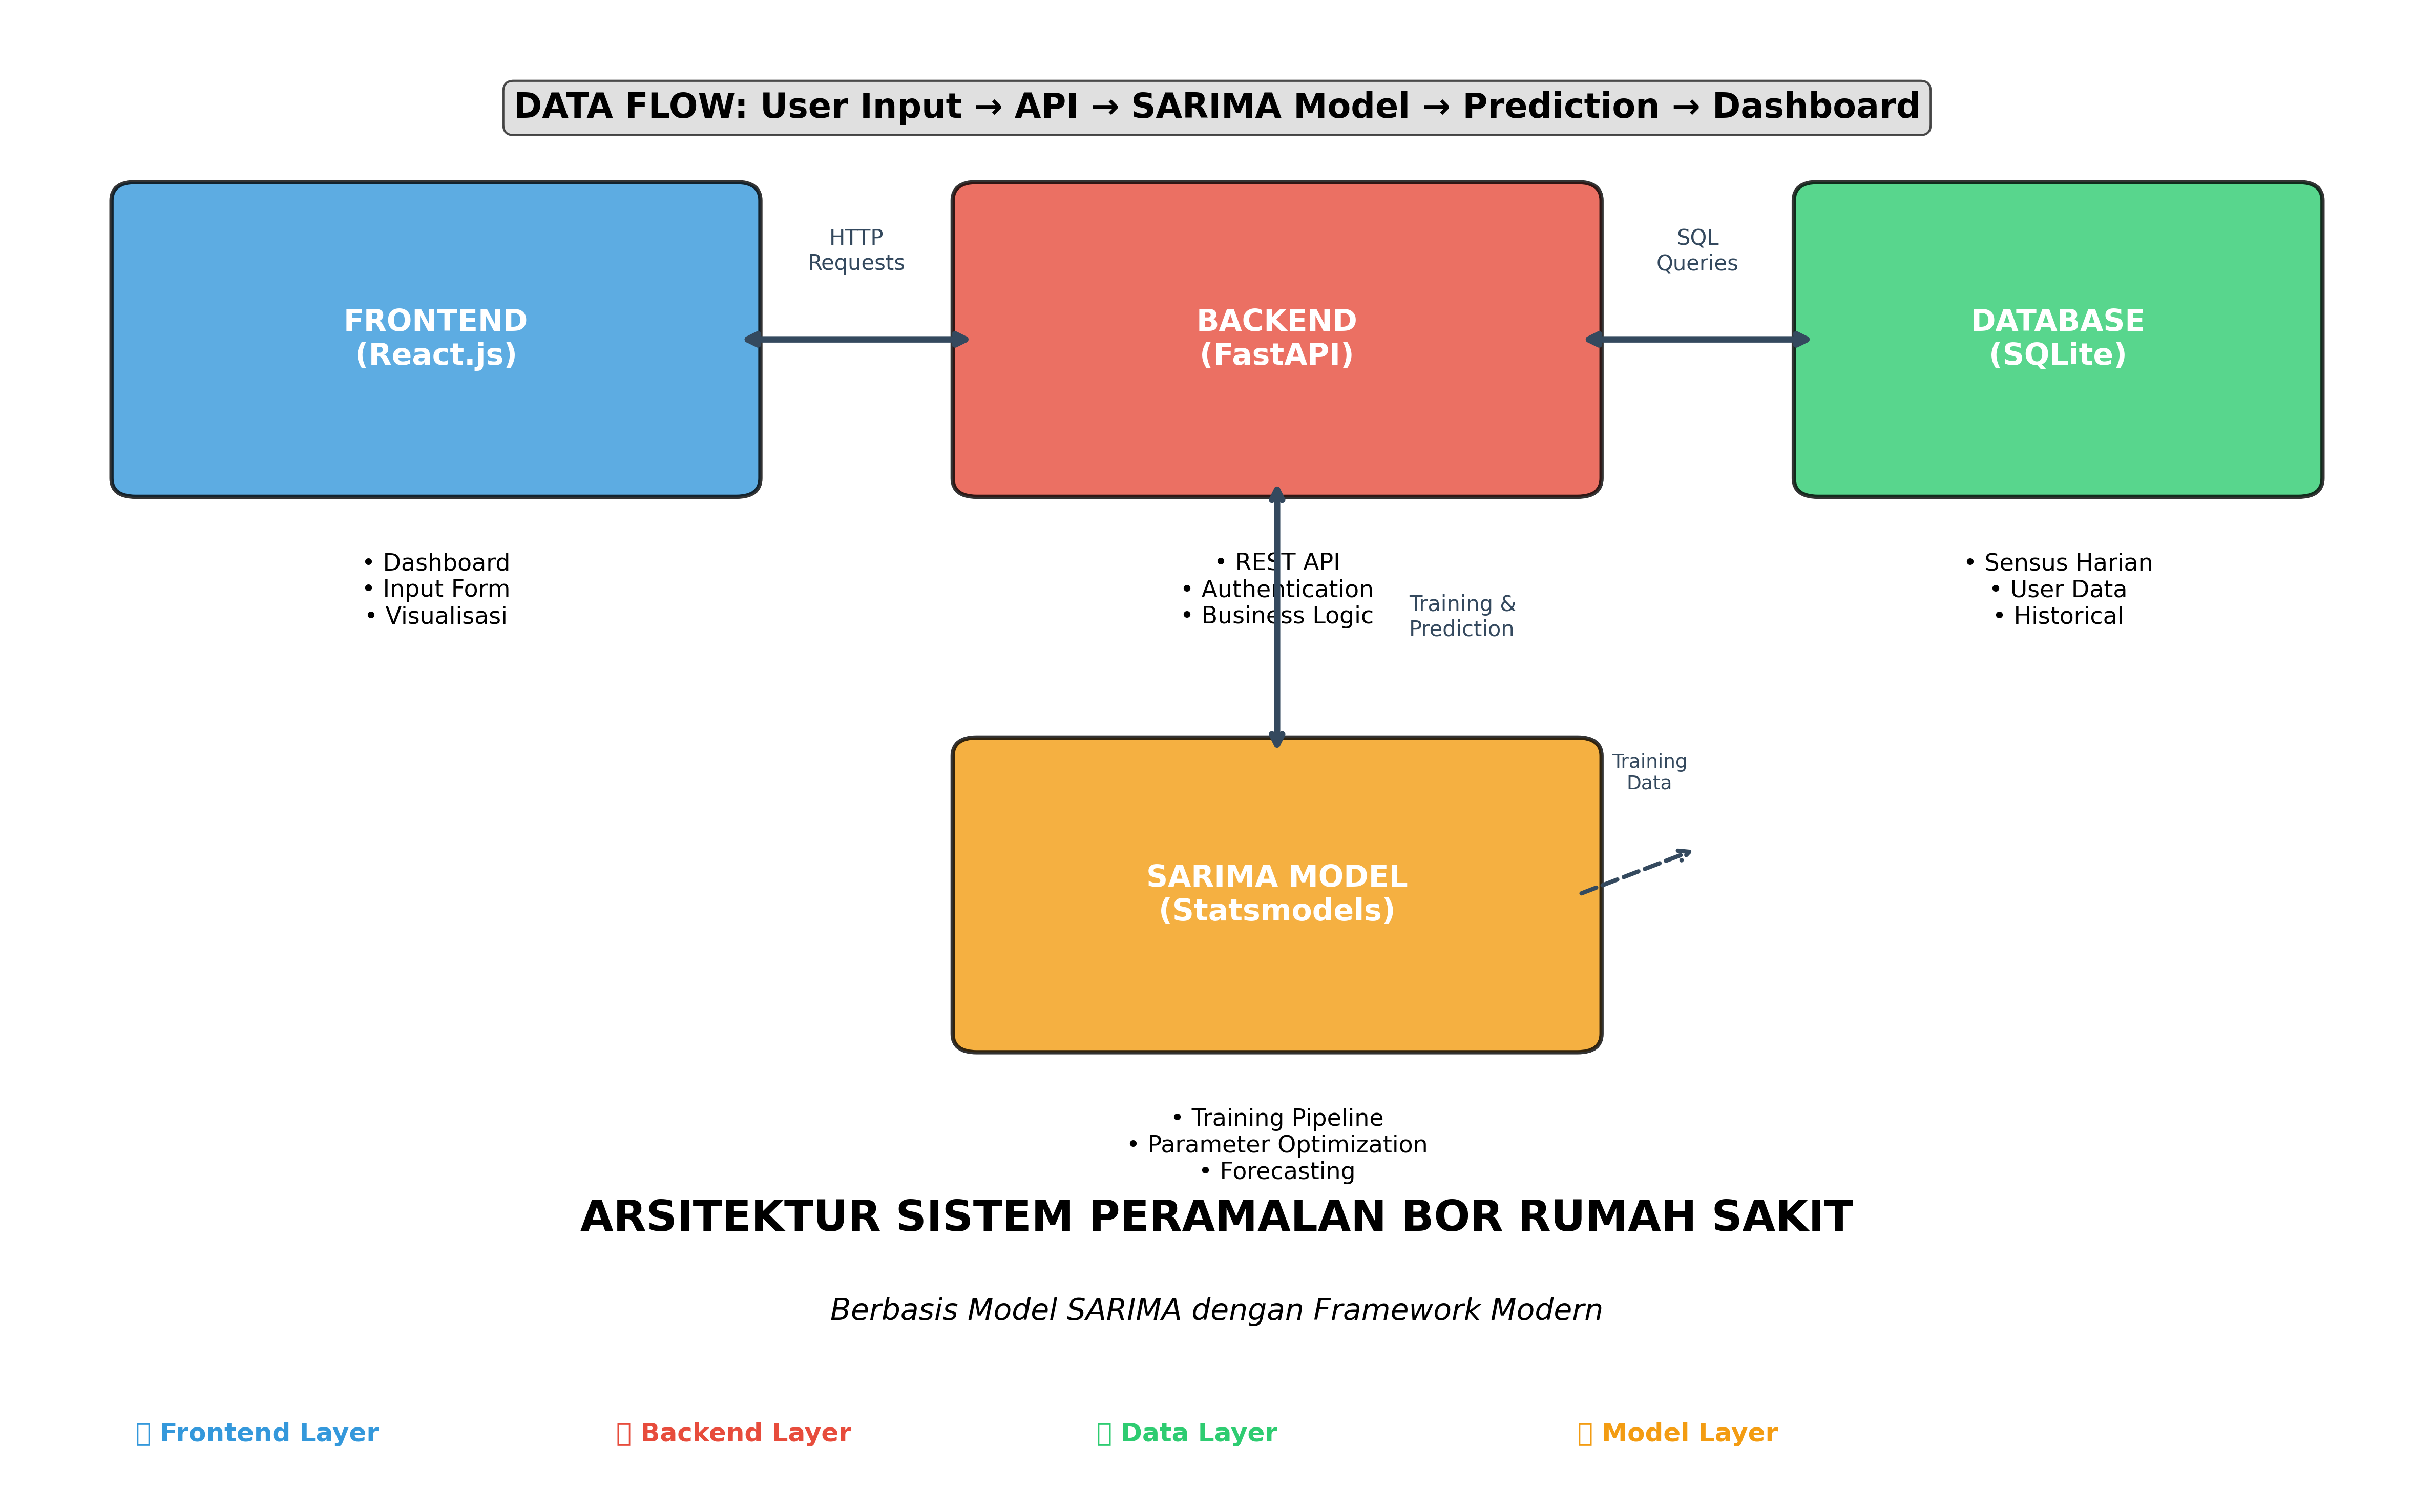 DATA FLOW: User Input → API → SARIMA Model → Prediction → Dashboard
FRONTEND
(React.js)
HTTP
Requests
BACKEND
(FastAPI)
SQL
Queries
DATABASE
(SQLite)
• Dashboard
• Input Form
• Visualisasi
• REST API
• Authentication
• Business Logic
Training &
Prediction
• Sensus Harian
• User Data
• Historical
SARIMA MODEL
(Statsmodels)
Training
Data
• Training Pipeline
• Parameter Optimization
• Forecasting
ARSITEKTUR SISTEM PERAMALAN BOR RUMAH SAKIT
Berbasis Model SARIMA dengan Framework Modern
Frontend Layer
Backend Layer
Data Layer
Model Layer